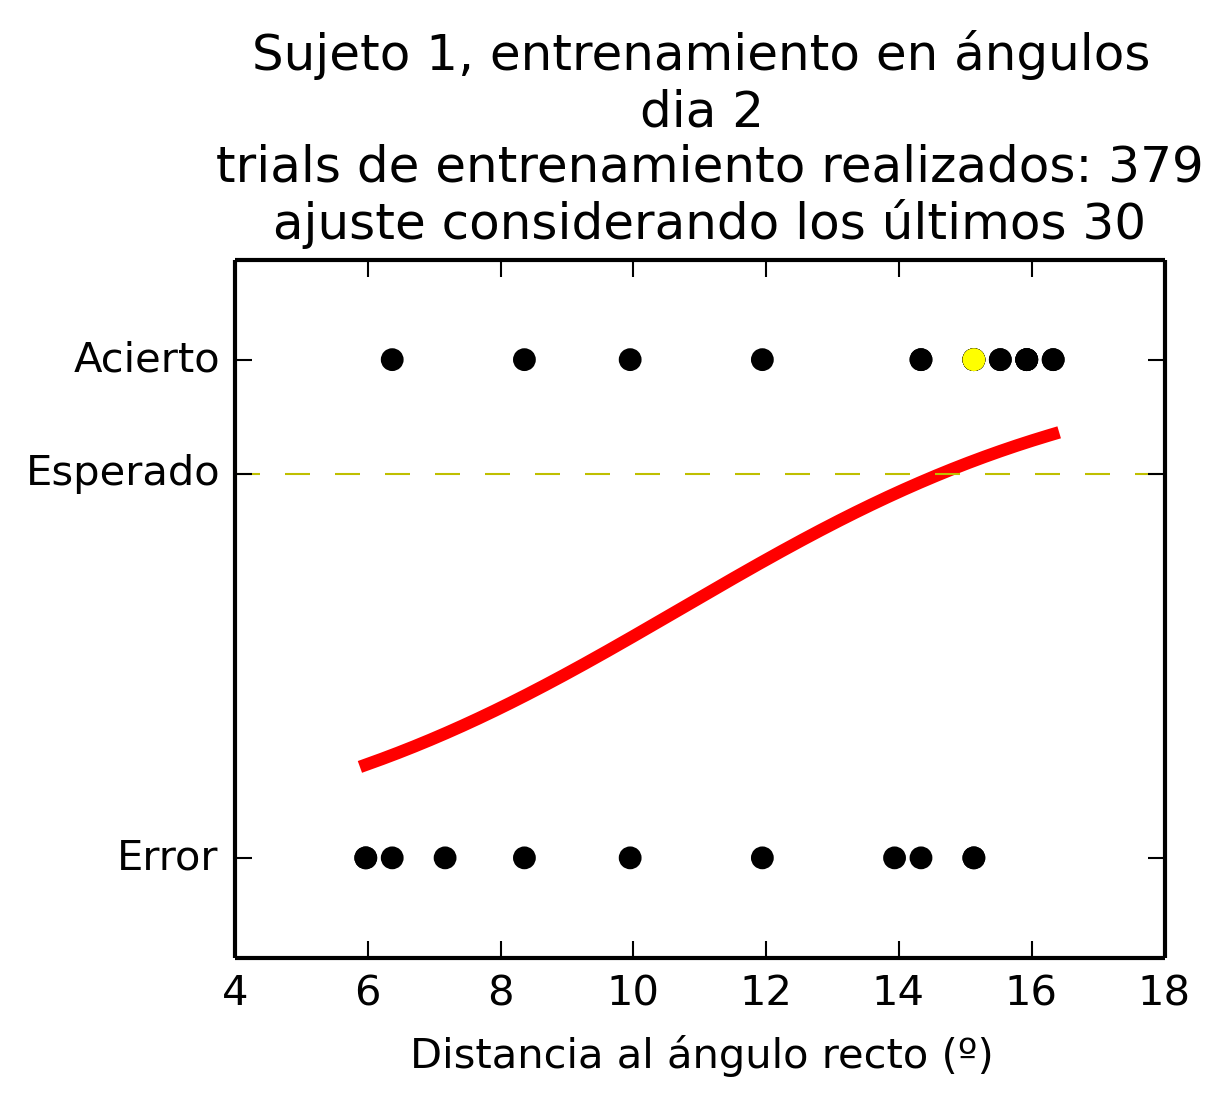 Sujeto 1, entrenamiento en ángulos
dia 2
trials de entrenamiento realizados: 379
ajuste considerando los últimos 30
Acierto
Esperado
Error
4 6 8 10 12 14 16 18
Distancia al ángulo recto (º)